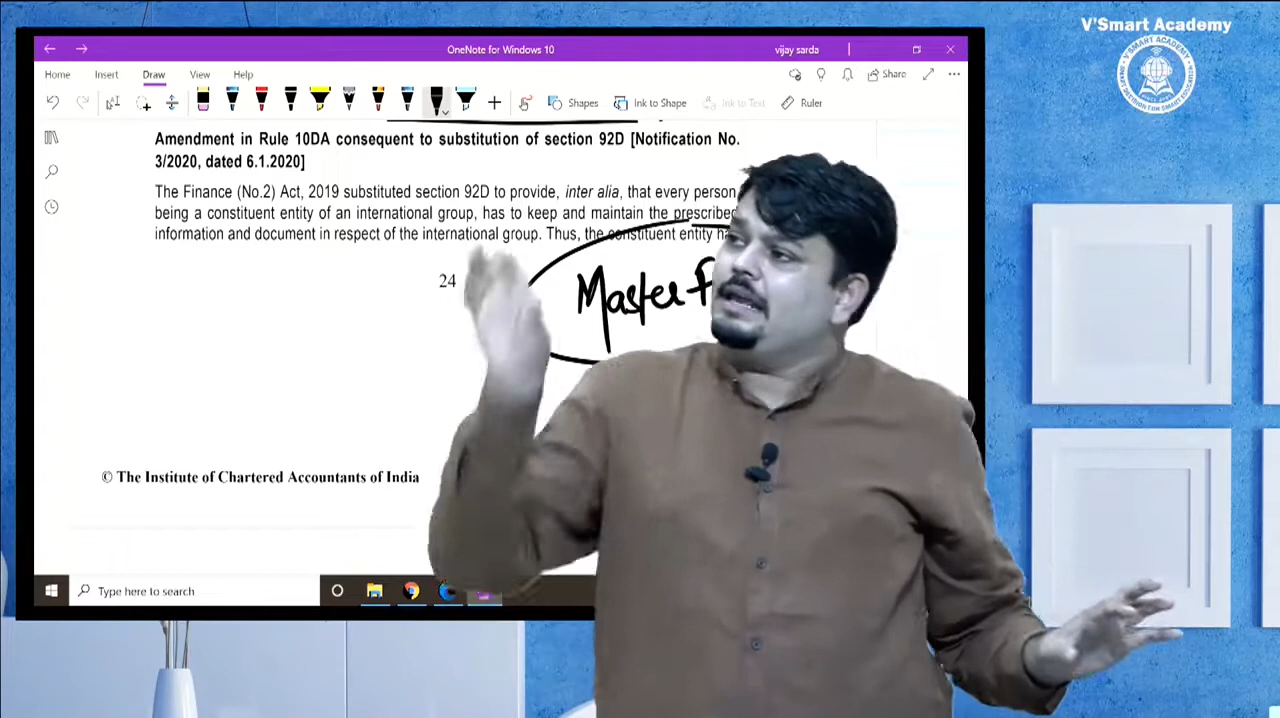 V'Smart Academy
OneNote for Windows 10
vijay sarda
Home Insert Draw View Help
Share
Shapes Ink to Shape Ink to Text Ruler
Amendment in Rule 10DA consequent to substitution of section 92D [Notification No.
3/2020, dated 6.1.2020]
The Finance (No.2) Act, 2019 substituted section 92D to provide, inter alia, that every person
being a constituent entity of an international group, has to keep and maintain the prescribed
information and document in respect of the international group. Thus, the constituent entity
24
Master
© The Institute of Chartered Accountants of India
Type here to search